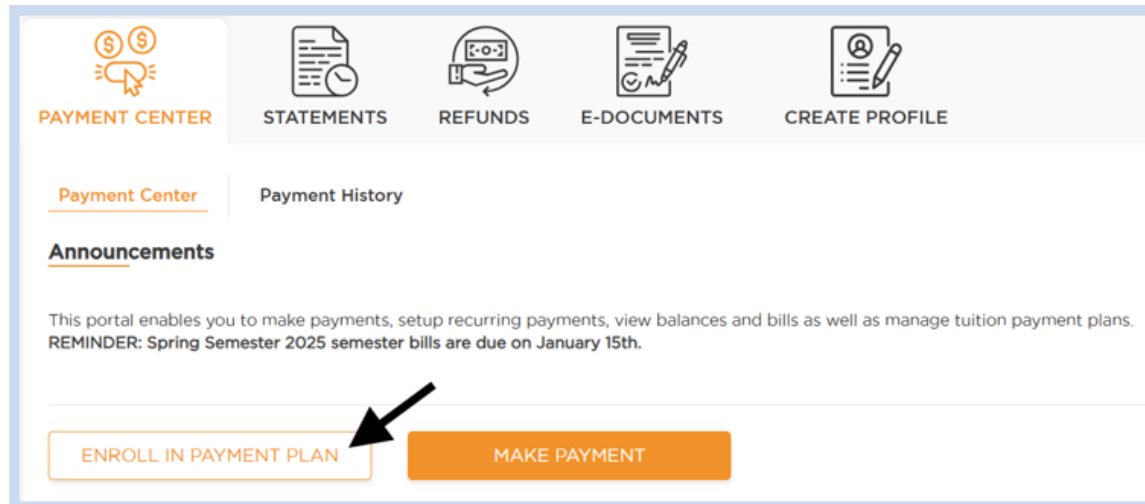 PAYMENT CENTER STATEMENTS REFUNDS E-DOCUMENTS CREATE PROFILE
Payment Center Payment History
Announcements
This portal enables you to make payments, setup recurring payments, view balances and bills as well as manage tuition payment plans.
REMINDER: Spring Semester 2025 semester bills are due on January 15th.
ENROLL IN PAYMENT PLAN MAKE PAYMENT